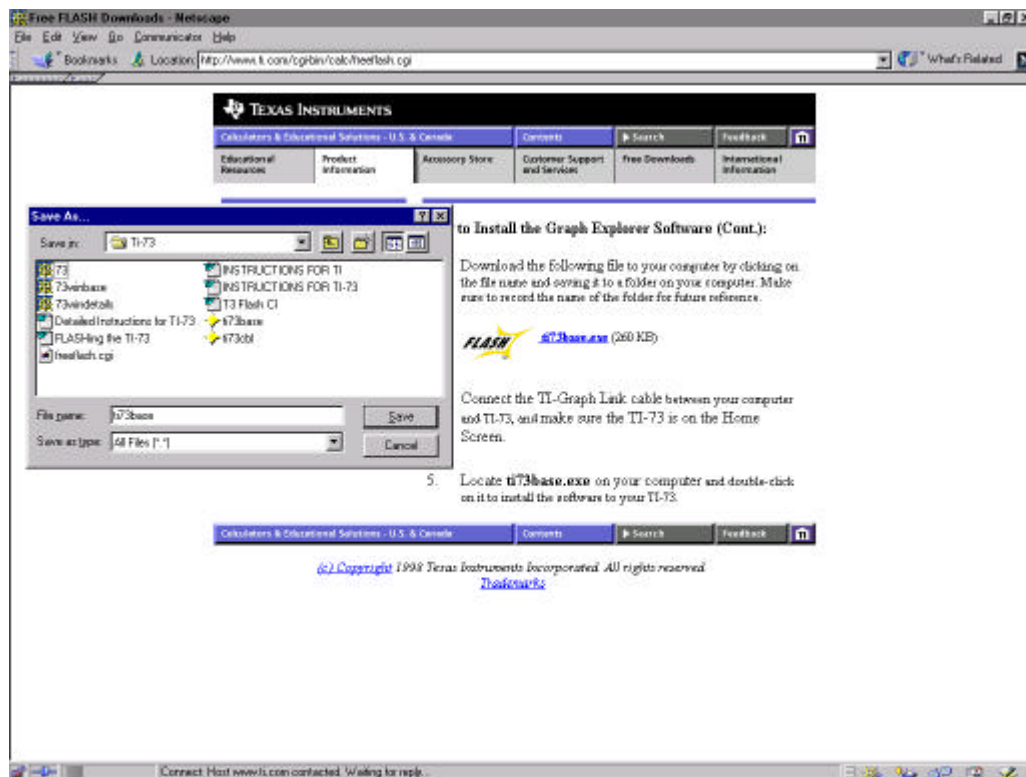 Free FLASH Downloads - Netscape
File Edit View Go Communicator Help
Bookmarks Location: http://www.ti.com/cgi-bin/calc/freeflash.cgi What's Related
TEXAS INSTRUMENTS
Calculators & Educational Solutions - U.S. & Canada Contents Search Feedback
Educational Resources Product Information Accessory Store Customer Support and Services Free Downloads International Information
Save As...
Save in: TI-73
73
73winbase
73windetails
Detailed Instructions for TI-73
FLASHing the TI-73
freeflash.cgi
INSTRUCTIONS FOR TI
INSTRUCTIONS FOR TI-73
T3 Flash CI
ti73base
ti73cbl
File name: ti73base Save
Save as type: All Files (*.*) Cancel
to Install the Graph Explorer Software (Cont.):
Download the following file to your computer by clicking on
the file name and saving it to a folder on your computer. Make
sure to record the name of the folder for future reference.
FLASH ti73base.exe (260 KB)
Connect the TI-Graph Link cable between your computer
and TI-73, and make sure the TI-73 is on the Home
Screen.
5. Locate ti73base.exe on your computer and double-click
on it to install the software to your TI-73.
Calculators & Educational Solutions - U.S. & Canada Contents Search Feedback
(c) Copyright 1998 Texas Instruments Incorporated. All rights reserved.
Trademarks
Connect: Host www.ti.com contacted. Waiting for reply...